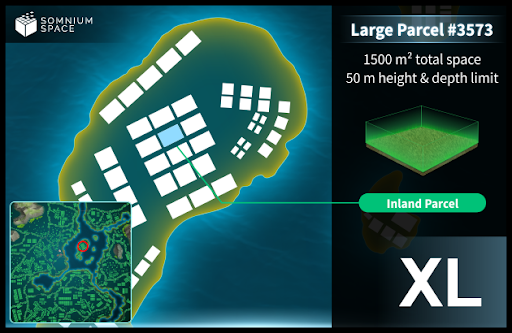 SOMNIUM
SPACE
Large Parcel #3573
1500 m² total space
50 m height & depth limit
Inland Parcel
XL